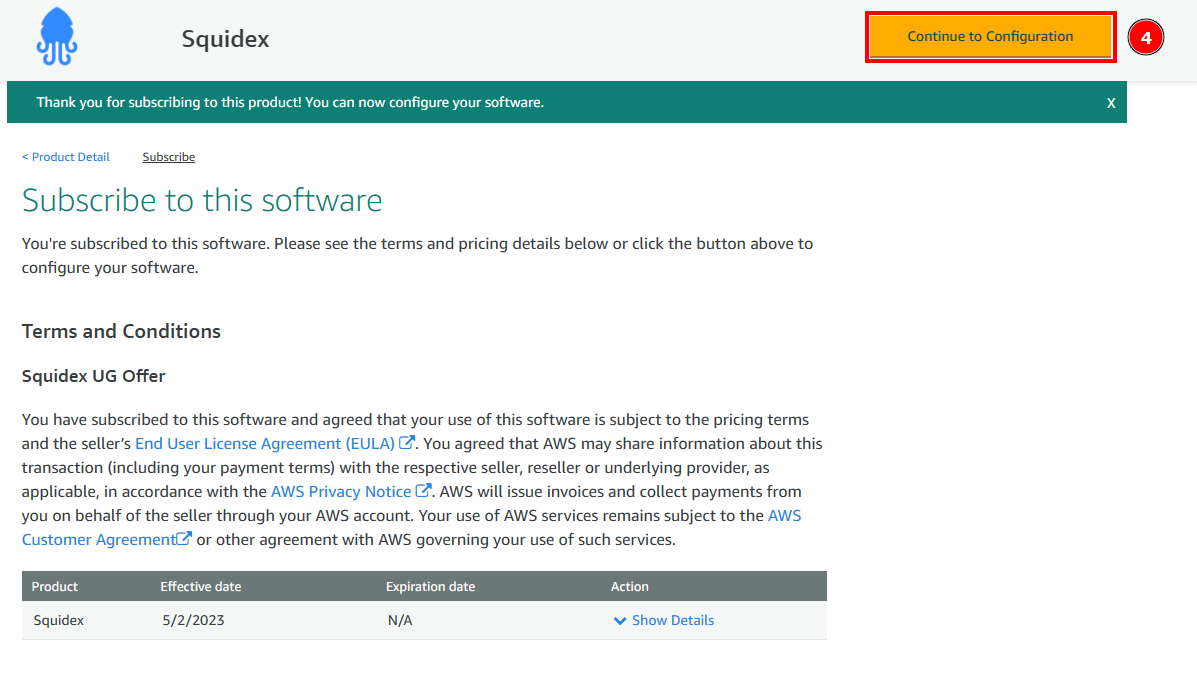 Squidex
Continue to Configuration
4
Thank you for subscribing to this product! You can now configure your software.
X
< Product Detail
Subscribe
Subscribe to this software
You're subscribed to this software. Please see the terms and pricing details below or click the button above to
configure your software.
Terms and Conditions
Squidex UG Offer
You have subscribed to this software and agreed that your use of this software is subject to the pricing terms
and the seller's End User License Agreement (EULA). You agreed that AWS may share information about this
transaction (including your payment terms) with the respective seller, reseller or underlying provider, as
applicable, in accordance with the AWS Privacy Notice. AWS will issue invoices and collect payments from
you on behalf of the seller through your AWS account. Your use of AWS services remains subject to the AWS
Customer Agreement or other agreement with AWS governing your use of such services.
Product Effective date Expiration date Action
Squidex 5/2/2023 N/A Show Details